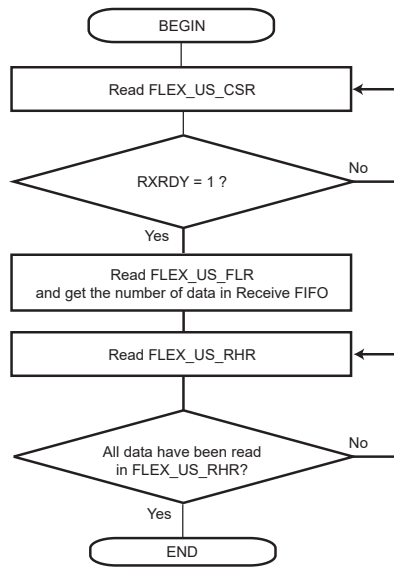 BEGIN
Read FLEX_US_CSR
RXRDY = 1 ?
No
Yes
Read FLEX_US_FLR
and get the number of data in Receive FIFO
Read FLEX_US_RHR
All data have been read
in FLEX_US_RHR?
No
Yes
END